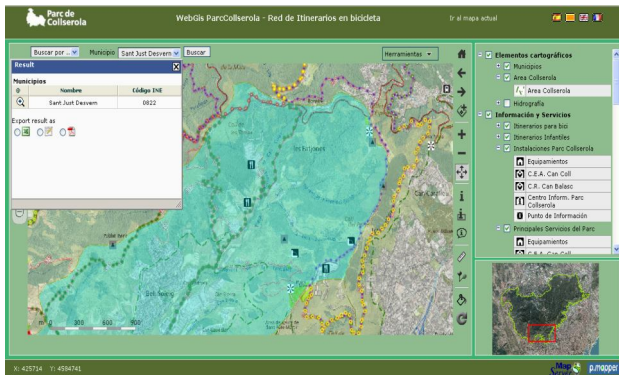 Parc de
Collserola
WebGis ParcCollserola - Red de Itinerarios en bicicleta
Ir al mapa actual
Buscar por ..
Municipio
Sant Just Desvern
Buscar
Herramientas
Result
Municipios
@
Nombre
Código INE
Sant Just Desvern
0822
Export result as
m 0 300 600 900
Elementos cartográficos
Municipios
Area Collserola
Area Collserola
Hidrografía
Información y Servicios
Itinerarios para bici
Itinerarios Infantiles
Instalaciones Parc Collserola
Equipamientos
C.E.A. Can Coll
C.R. Can Balasc
Centro Inform. Parc
Collserola
Punto de Información
Principales Servicios del Parc
Equipamientos
C.E.A. Can Coll
X: 425714 Y: 4584741
Map
Server
p.mapper